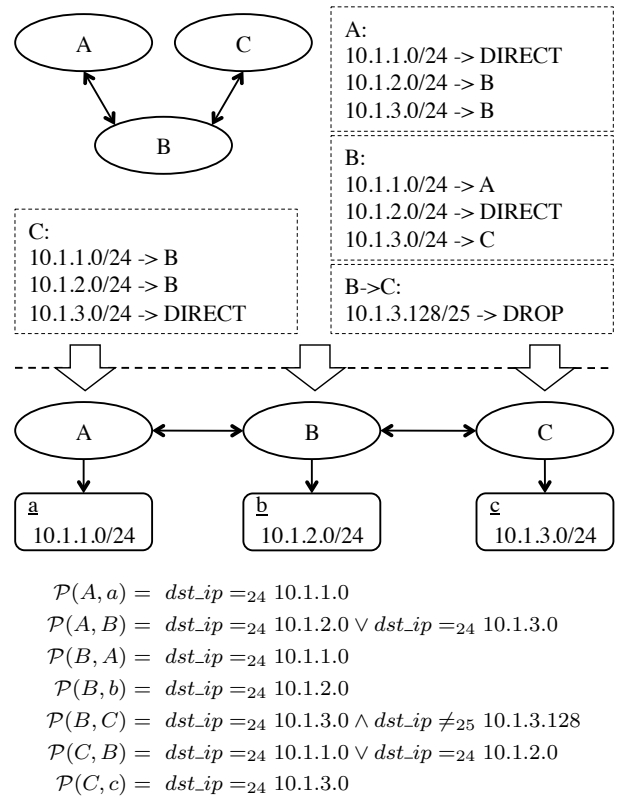 A
C
B
A:
10.1.1.0/24 -> DIRECT
10.1.2.0/24 -> B
10.1.3.0/24 -> B
B:
10.1.1.0/24 -> A
10.1.2.0/24 -> DIRECT
10.1.3.0/24 -> C
C:
10.1.1.0/24 -> B
10.1.2.0/24 -> B
10.1.3.0/24 -> DIRECT
B->C:
10.1.3.128/25 -> DROP
A
B
C
a
10.1.1.0/24
b
10.1.2.0/24
c
10.1.3.0/24
𝒫(A, a) = dst_ip =₂₄ 10.1.1.0
𝒫(A, B) = dst_ip =₂₄ 10.1.2.0 ∨ dst_ip =₂₄ 10.1.3.0
𝒫(B, A) = dst_ip =₂₄ 10.1.1.0
𝒫(B, b) = dst_ip =₂₄ 10.1.2.0
𝒫(B, C) = dst_ip =₂₄ 10.1.3.0 ∧ dst_ip ≠₂₅ 10.1.3.128
𝒫(C, B) = dst_ip =₂₄ 10.1.1.0 ∨ dst_ip =₂₄ 10.1.2.0
𝒫(C, c) = dst_ip =₂₄ 10.1.3.0